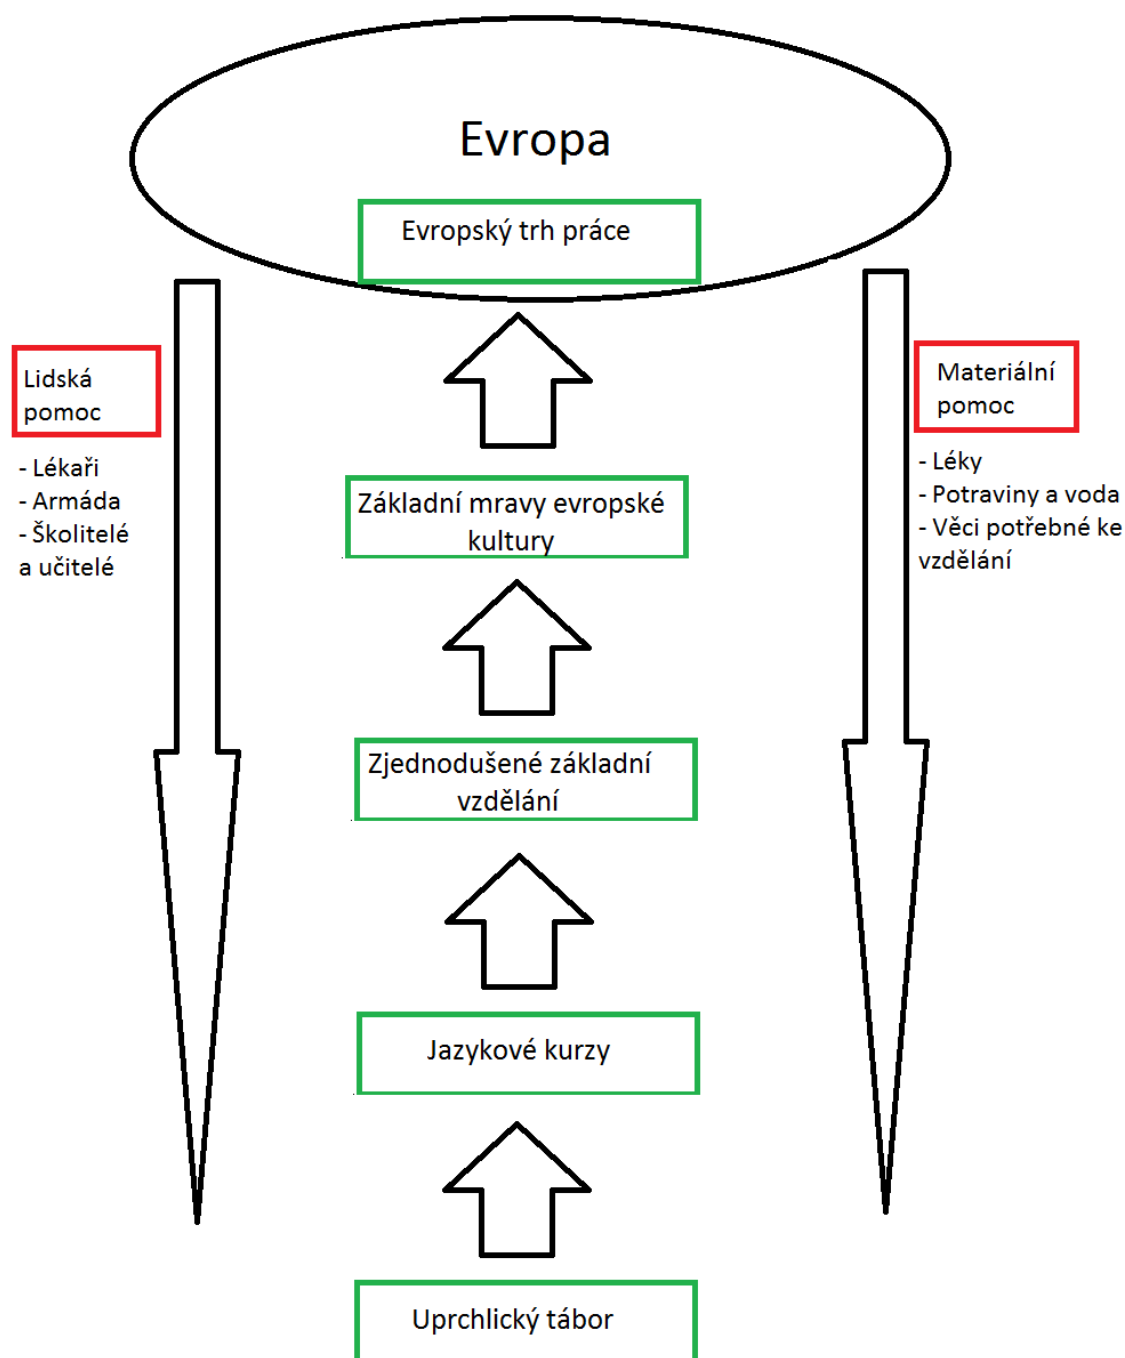 Evropa
Evropský trh práce
Lidská
pomoc
- Lékaři
- Armáda
- Školitelé
a učitelé
Materiální
pomoc
- Léky
- Potraviny a voda
- Věci potřebné ke
vzdělání
Základní mravy evropské
kultury
Zjednodušené základní
vzdělání
Jazykové kurzy
Uprchlický tábor